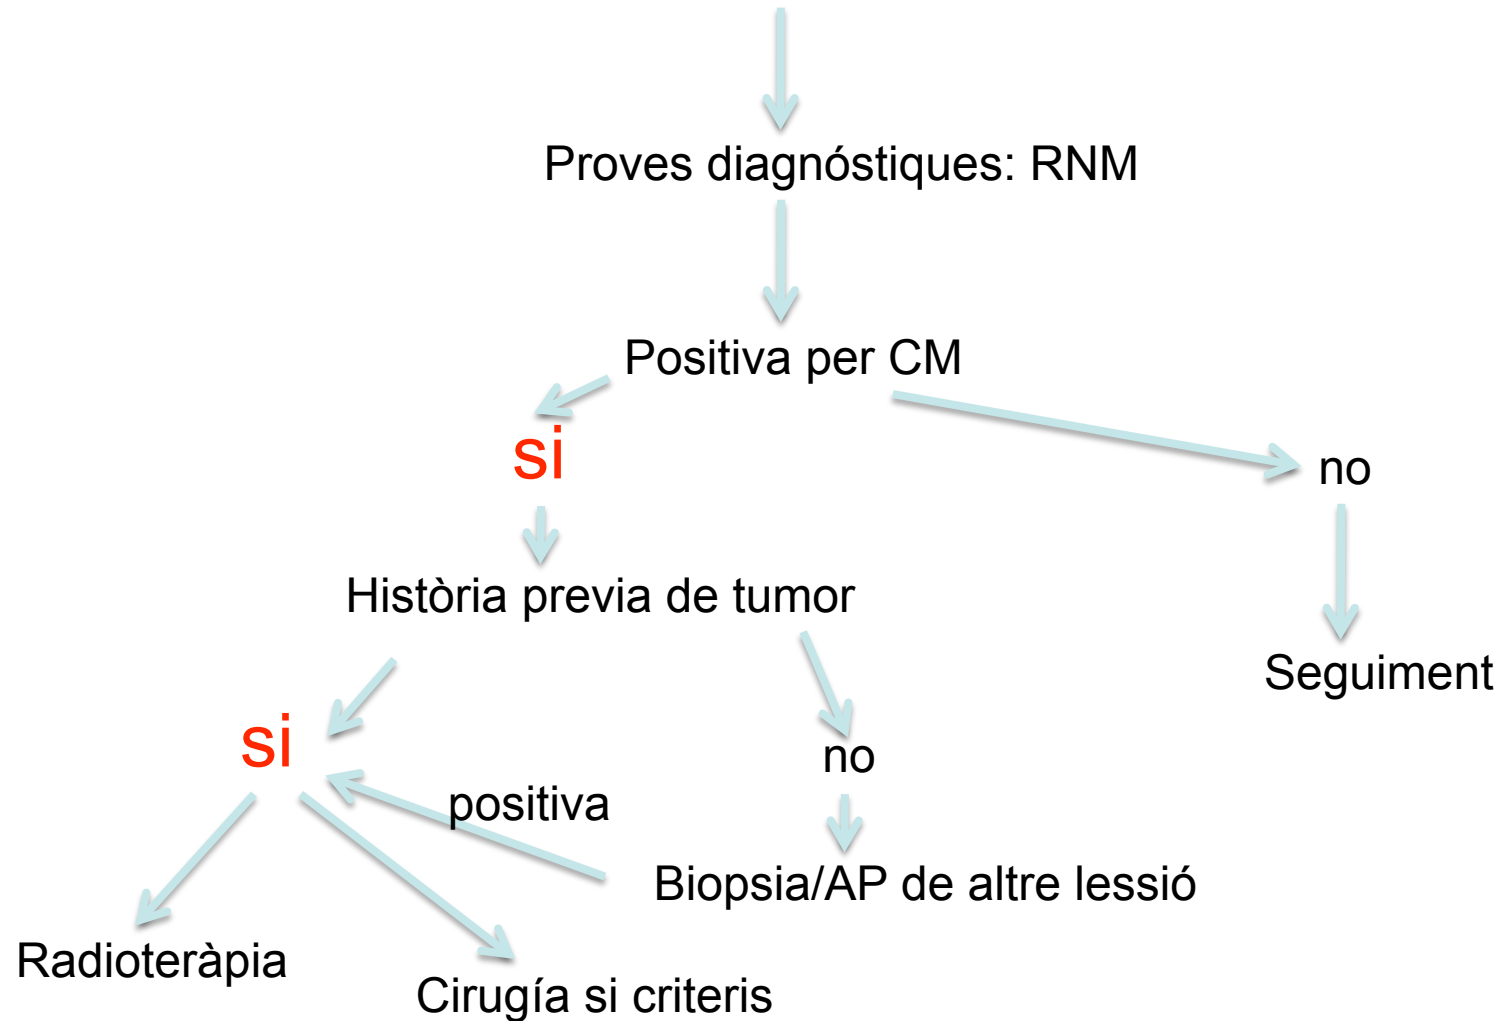 Proves diagnóstiques: RNM
Positiva per CM
si
no
Història previa de tumor
Seguiment
si
no
positiva
Biopsia/AP de altre lessió
Radioteràpia
Cirugía si criteris